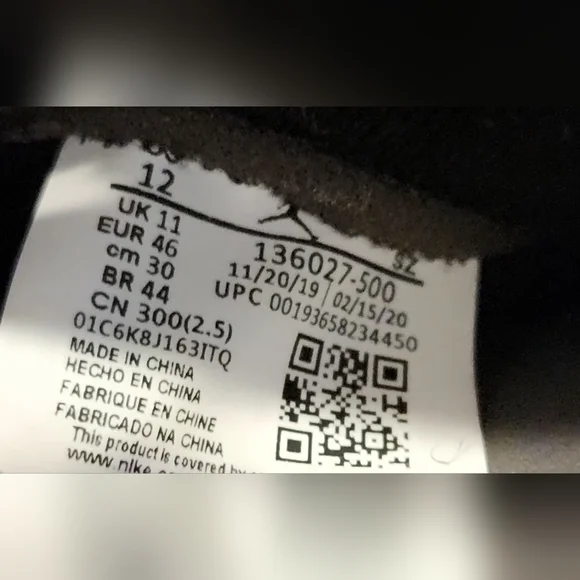 12
UK 11
EUR 46
cm 30
BR 44
CN 300(2.5)
01C6K8J163ITQ
SZ
136027-500
11/20/19 02/15/20
UPC 00193658234450
MADE IN CHINA
HECHO EN CHINA
FABRIQUE EN CHINE
FABRICADO NA CHINA
This product is covered by
www.nike